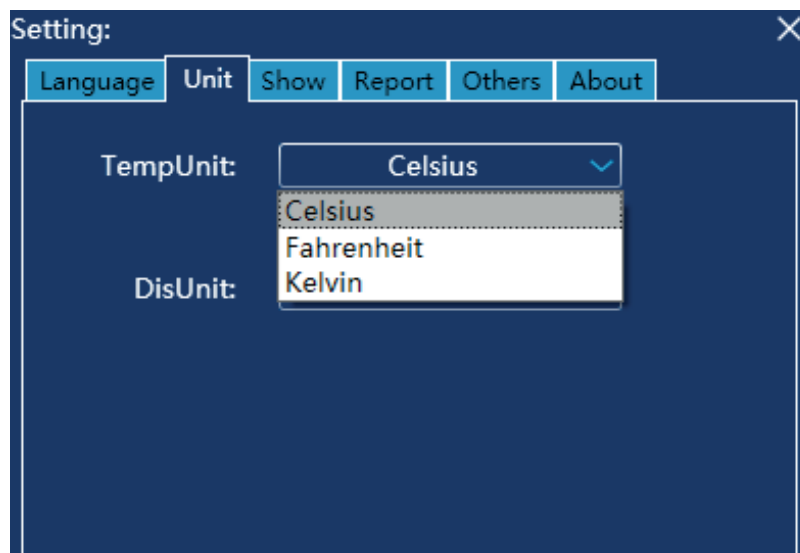 Setting:
Language Unit Show Report Others About
TempUnit: Celsius
Celsius
Fahrenheit
DisUnit: Kelvin